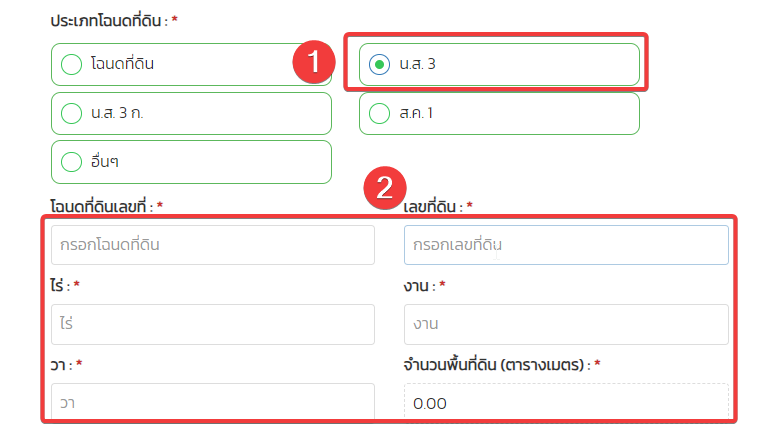 ประเภทโฉนดที่ดิน : *
โฉนดที่ดิน
1
น.ส. 3
น.ส. 3 ก.
ส.ค. 1
อื่นๆ
2
โฉนดที่ดินเลขที่ : *
เลขที่ดิน : *
กรอกโฉนดที่ดิน
กรอกเลขที่ดิน
ไร่ : *
งาน : *
ไร่
งาน
วา : *
จำนวนพื้นที่ดิน (ตารางเมตร) : *
วา
0.00